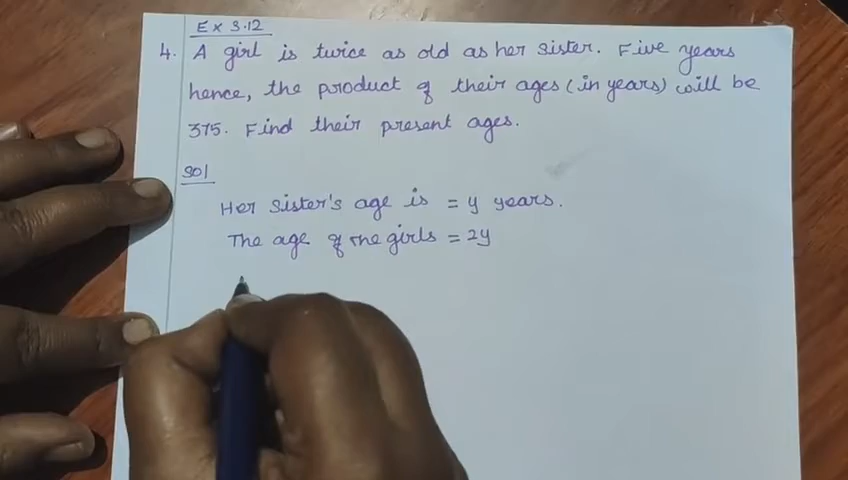 Ex 3.12
4. A girl is twice as old as her sister. Five years
hence, the product of their ages (in years) will be
375. Find their present ages.
Sol
Her sister's age is = y years.
The age of the girls = 2y